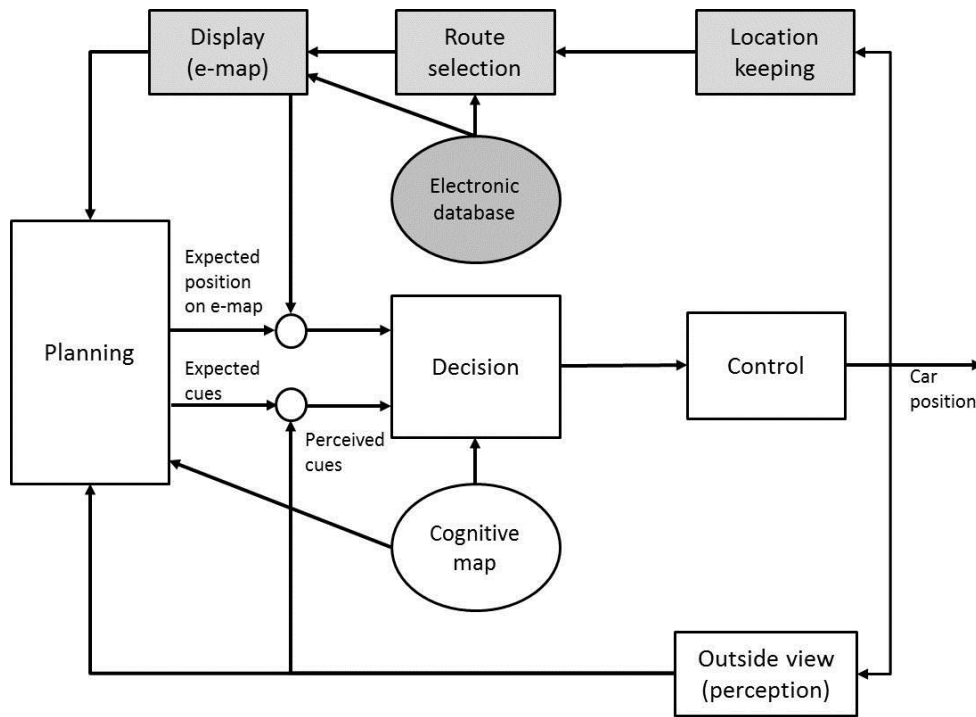 Display
(e-map)
Route
selection
Location
keeping
Electronic
database
Expected
position
on e-map
Planning
Expected
cues
Perceived
cues
Decision
Control
Car
position
Cognitive
map
Outside view
(perception)